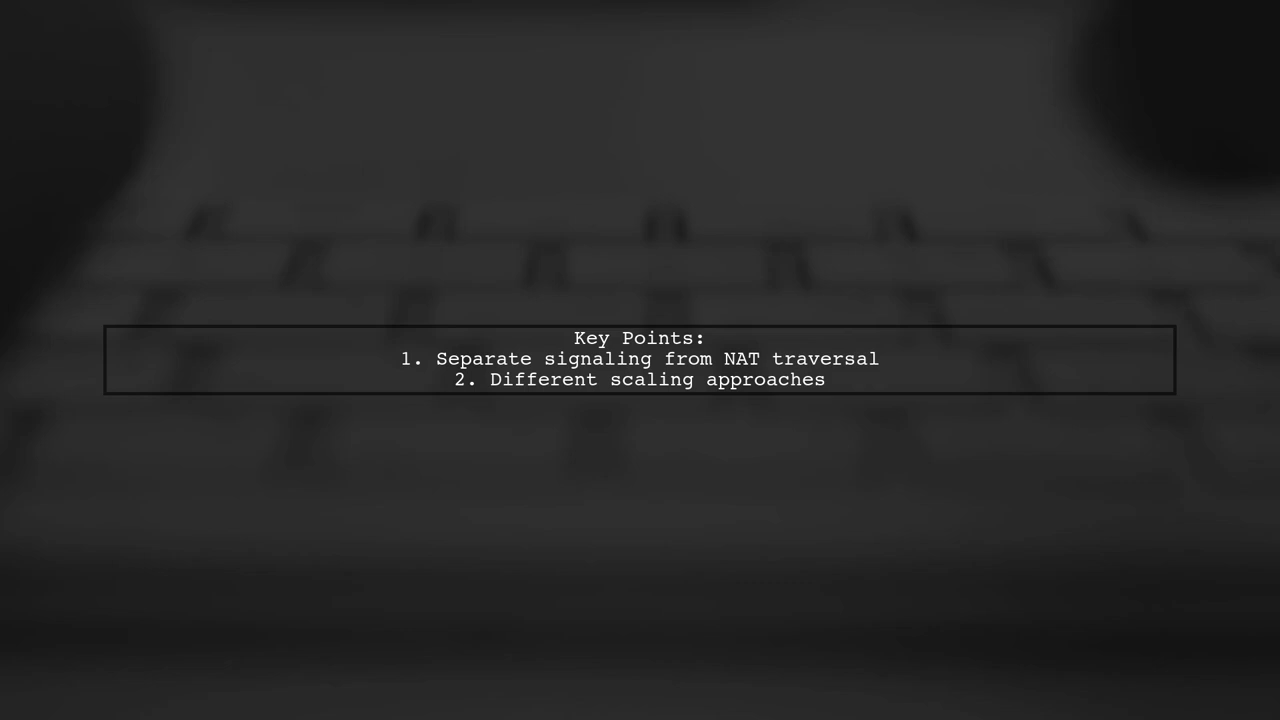 Key Points:
1. Separate signaling from NAT traversal
2. Different scaling approaches